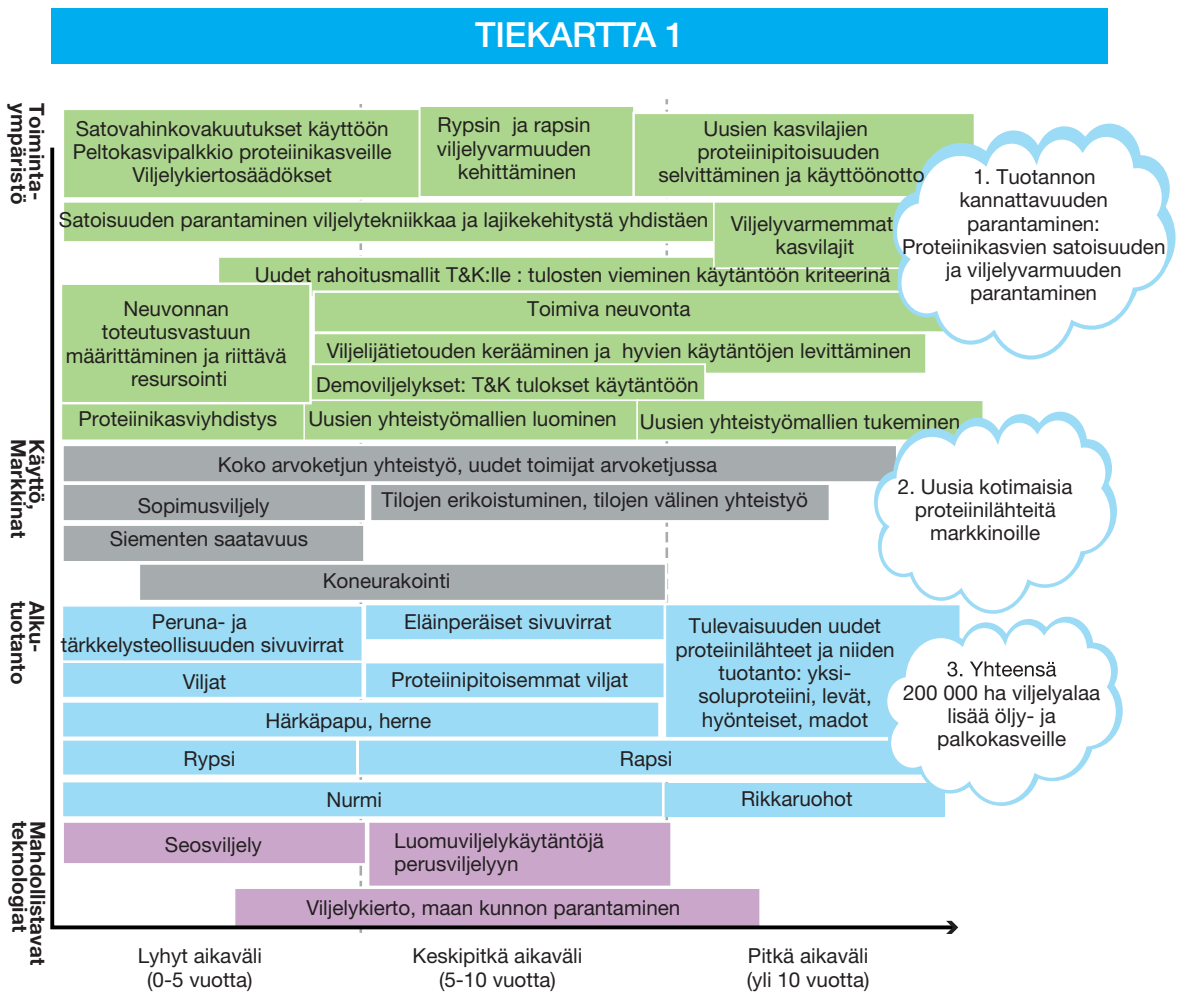 TIEKARTTA 1
Toiminta-
ympäristö
Satovahinkovakuutukset käyttöön
Peltokasvipalkkio proteiinikasveille
Viljelykiertosäädökset
Rypsin ja rapsin
viljelyvarmuuden
kehittäminen
Uusien kasvilajien
proteiinipitoisuuden
selvittäminen ja käyttöönotto
Satoisuuden parantaminen viljelytekniikkaa ja lajikekehitystä yhdistäen
Viljelyvarmemmat
kasvilajit
Uudet rahoitusmallit T&K:lle : tulosten vieminen käytäntöön kriteerinä
Neuvonnan
toteutusvastuun
määrittäminen ja riittävä
resursointi
Toimiva neuvonta
Viljelijätietouden kerääminen ja hyvien käytäntöjen levittäminen
Demoviljelykset: T&K tulokset käytäntöön
Proteiinikasviyhdistys
Uusien yhteistyömallien luominen
Uusien yhteistyömallien tukeminen
1. Tuotannon
kannattavuuden
parantaminen:
Proteiinikasvien satoisuuden
ja viljelyvarmuuden
parantaminen
Käyttö,
Markkinat
Koko arvoketjun yhteistyö, uudet toimijat arvoketjussa
Sopimusviljely
Tilojen erikoistuminen, tilojen välinen yhteistyö
Siementen saatavuus
Koneurakointi
2. Uusia kotimaisia
proteiinilähteitä
markkinoille
Alku-
tuotanto
Peruna- ja
tärkkelysteollisuuden sivuvirrat
Eläinperäiset sivuvirrat
Tulevaisuuden uudet
proteiinilähteet ja niiden
tuotanto: yksi-
soluproteiini, levät,
hyönteiset, madot
Viljat
Proteiinipitoisemmat viljat
Härkäpapu, herne
Rypsi
Rapsi
Nurmi
Rikkaruohot
3. Yhteensä
200 000 ha viljelyalaa
lisää öljy- ja
palkokasveille
Mahdollistavat
teknologiat
Seosviljely
Luomuviljelykäytäntöjä
perusviljelyyn
Viljelykierto, maan kunnon parantaminen
Lyhyt aikaväli
(0-5 vuotta)
Keskipitkä aikaväli
(5-10 vuotta)
Pitkä aikaväli
(yli 10 vuotta)